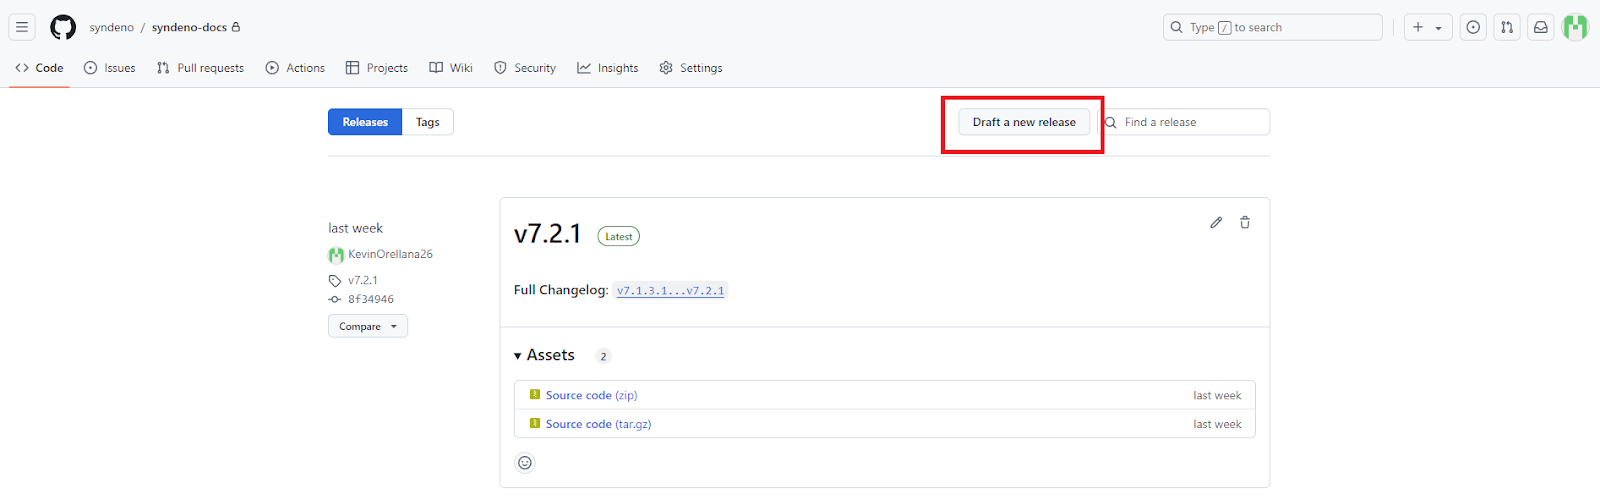 syndeno / syndeno-docs
Type / to search
Code Issues Pull requests Actions Projects Wiki Security Insights Settings
Releases Tags Draft a new release Find a release
last week
KevinOrellana26
v7.2.1
8f34946
Compare
v7.2.1 Latest
Full Changelog: v7.1.3.1...v7.2.1
Assets 2
Source code (zip) last week
Source code (tar.gz) last week